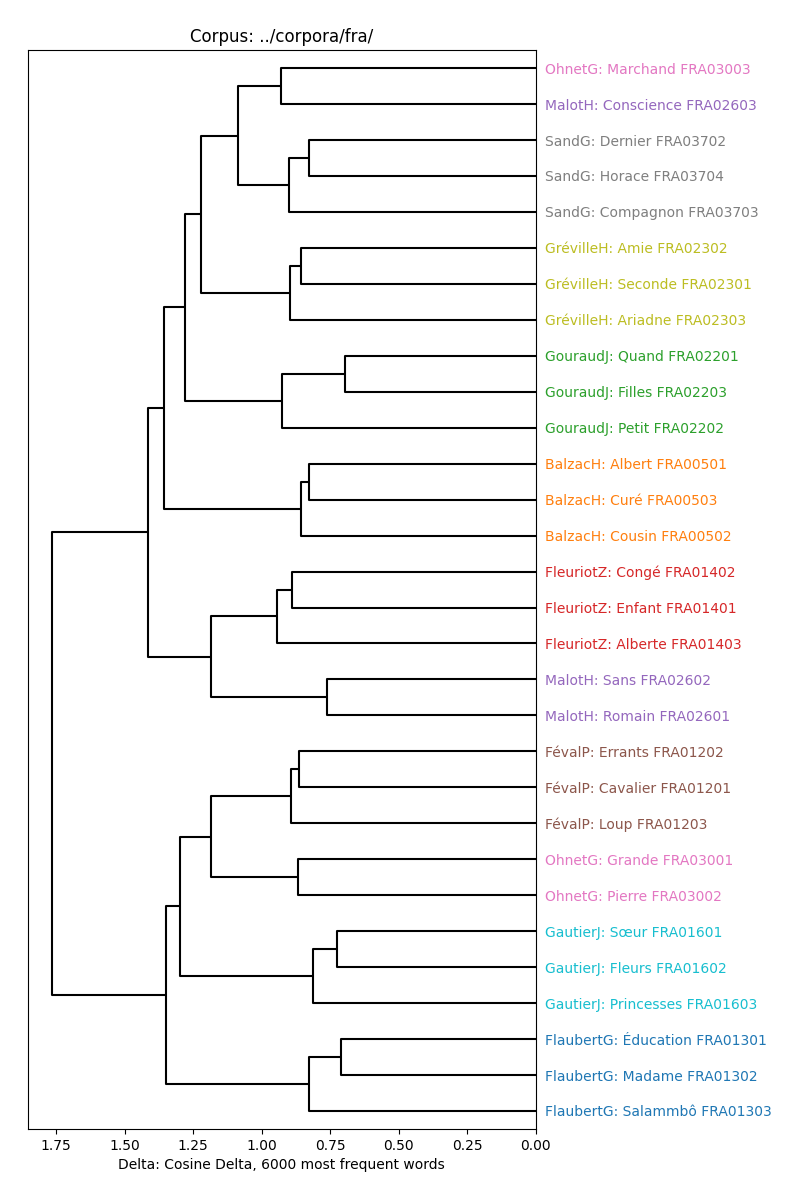 Corpus: ../corpora/fra/
OhnetG: Marchand FRA03003
MalotH: Conscience FRA02603
SandG: Dernier FRA03702
SandG: Horace FRA03704
SandG: Compagnon FRA03703
GrévilleH: Amie FRA02302
GrévilleH: Seconde FRA02301
GrévilleH: Ariadne FRA02303
GouraudJ: Quand FRA02201
GouraudJ: Filles FRA02203
GouraudJ: Petit FRA02202
BalzacH: Albert FRA00501
BalzacH: Curé FRA00503
BalzacH: Cousin FRA00502
FleuriotZ: Congé FRA01402
FleuriotZ: Enfant FRA01401
FleuriotZ: Alberte FRA01403
MalotH: Sans FRA02602
MalotH: Romain FRA02601
FévalP: Errants FRA01202
FévalP: Cavalier FRA01201
FévalP: Loup FRA01203
OhnetG: Grande FRA03001
OhnetG: Pierre FRA03002
GautierJ: Sœur FRA01601
GautierJ: Fleurs FRA01602
GautierJ: Princesses FRA01603
FlaubertG: Éducation FRA01301
FlaubertG: Madame FRA01302
FlaubertG: Salammbô FRA01303
1.75 1.50 1.25 1.00 0.75 0.50 0.25 0.00
Delta: Cosine Delta, 6000 most frequent words